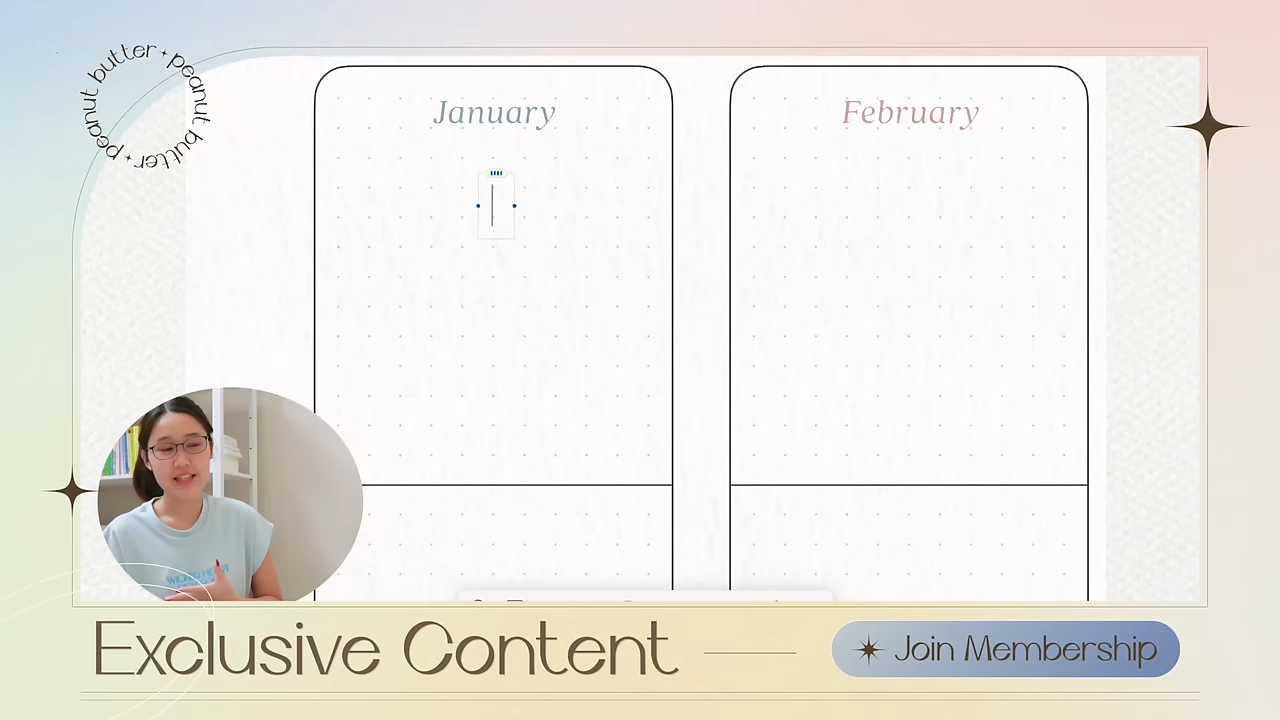 peanut butter
peanut butter
January
February
Exclusive Content
Join Membership